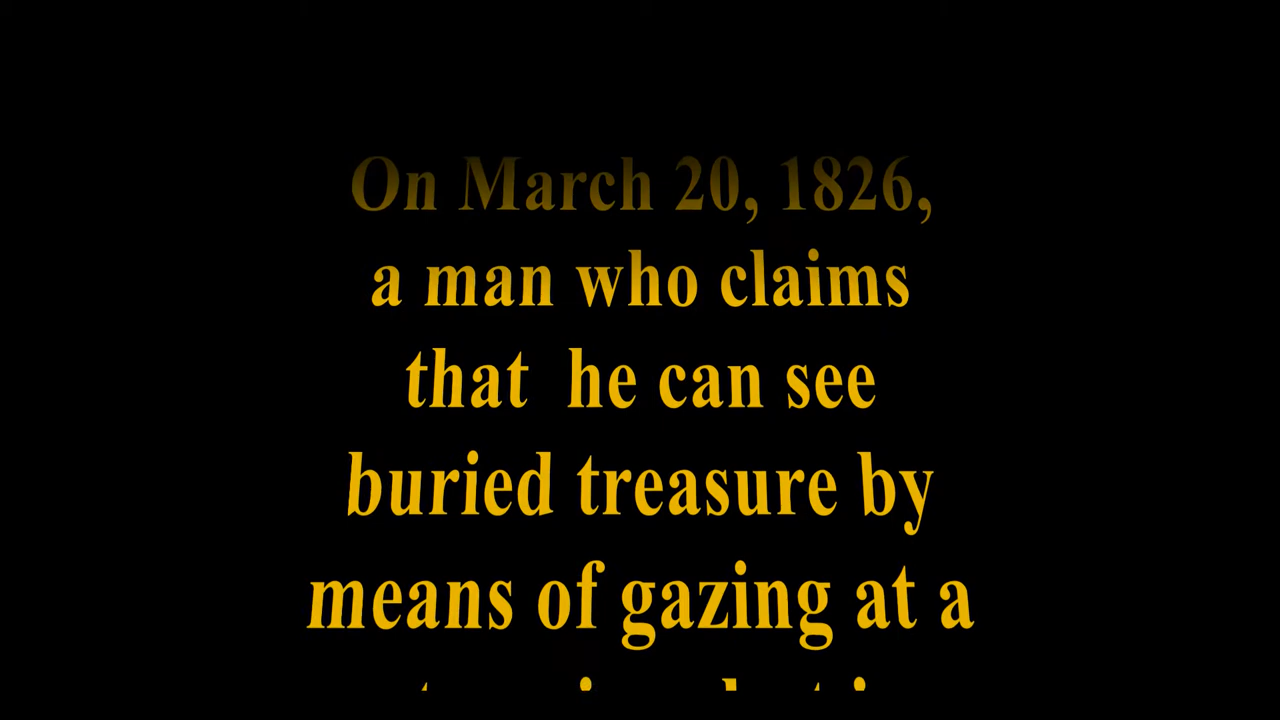 On March 20, 1826,
a man who claims
that  he can see
buried treasure by
means of gazing at a